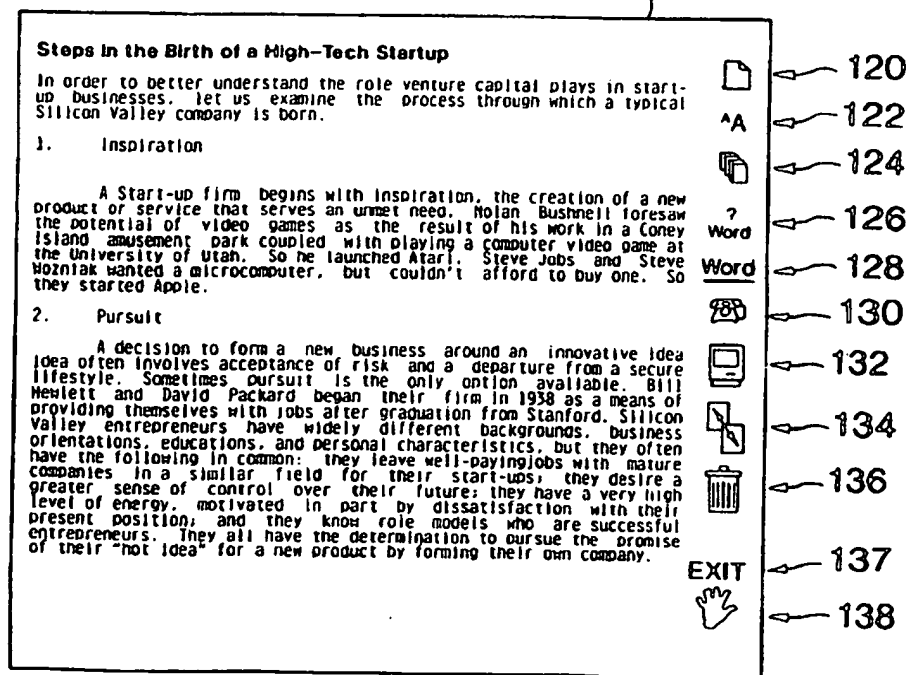 Steps in the Birth of a High-Tech Startup
In order to better understand the role venture capital plays in start-
up businesses, let us examine the process through which a typical
Silicon Valley company is born.
1. Inspiration
A Start-up firm begins with inspiration, the creation of a new
product or service that serves an unmet need. Nolan Bushnell foresaw
the potential of video games as the result of his work in a Coney
Island amusement park coupled with playing a computer video game at
the University of Utah. So he launched Atari. Steve Jobs and Steve
Wozniak wanted a microcomputer, but couldn't afford to buy one. So
they started Apple.
2. Pursuit
A decision to form a new business around an innovative idea
idea often involves acceptance of risk and a departure from a secure
lifestyle. Sometimes pursuit is the only option available. Bill
Hewlett and David Packard began their firm in 1938 as a means of
providing themselves with jobs after graduation from Stanford. Silicon
Valley entrepreneurs have widely different backgrounds, business
orientations, educations, and personal characteristics, but they often
have the following in common: they leave well-payingjobs with mature
companies in a similar field for their start-ups; they desire a
greater sense of control over their future; they have a very high
level of energy, motivated in part by dissatisfaction with their
present position; and they know role models who are successful
entrepreneurs. They all have the determination to pursue the promise
of their "hot idea" for a new product by forming their own company.
120
AA 122
124
? Word 126
Word 128
130
132
134
136
EXIT 137
138